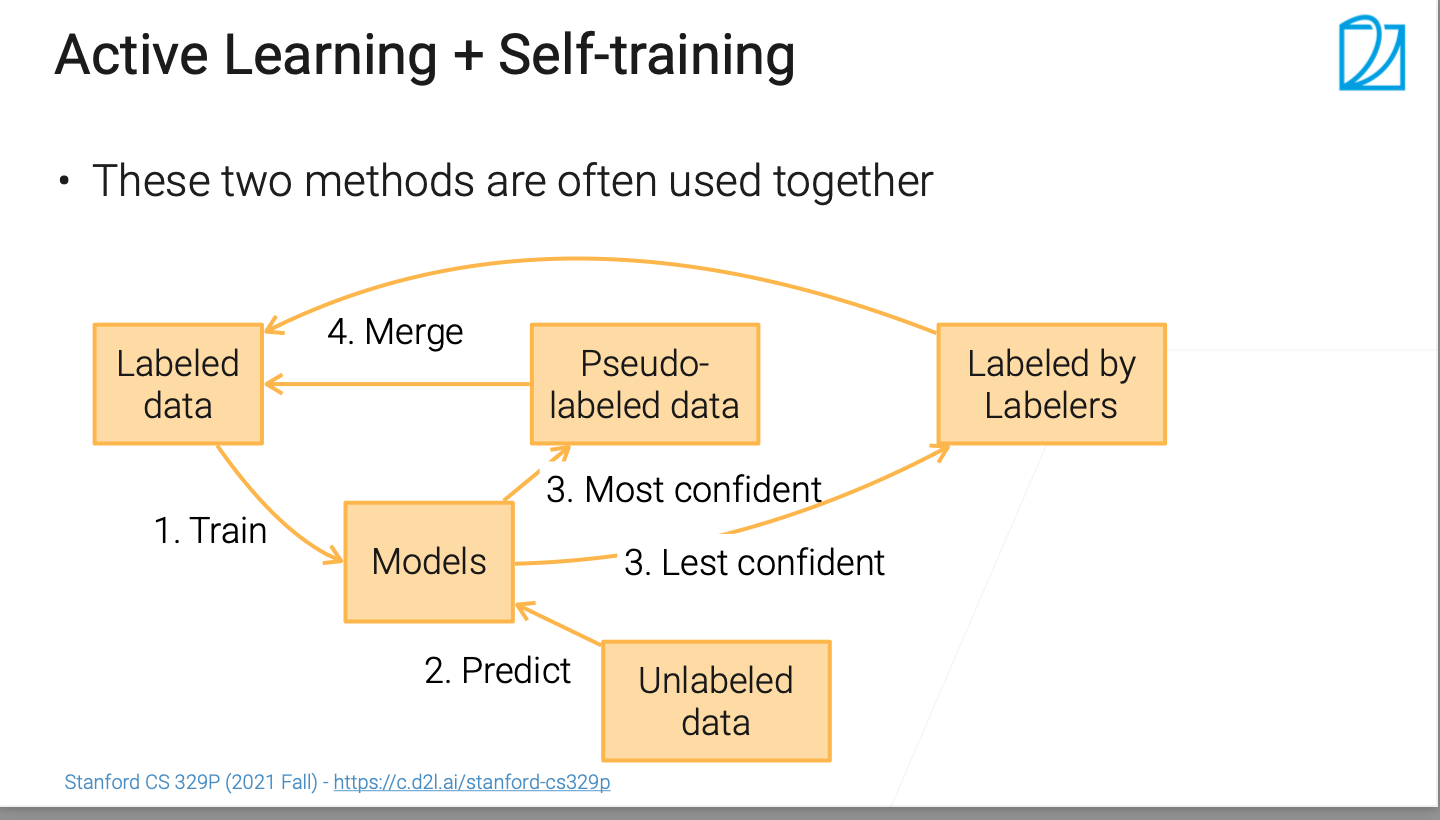 Active Learning + Self-training
• These two methods are often used together
4. Merge
Labeled
data
Pseudo-
labeled data
Labeled by
Labelers
3. Most confident
1. Train
Models
3. Lest confident
2. Predict
Unlabeled
data
Stanford CS 329P (2021 Fall) - https://c.d2l.ai/stanford-cs329p